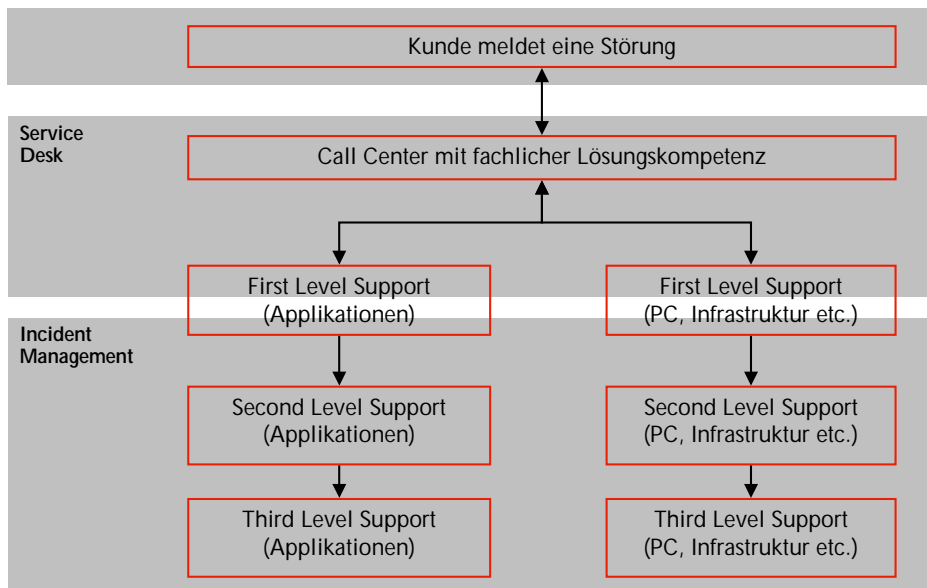 Kunde meldet eine Störung
Service
Desk
Call Center mit fachlicher Lösungskompetenz
First Level Support
(Applikationen)
First Level Support
(PC, Infrastruktur etc.)
Incident
Management
Second Level Support
(Applikationen)
Second Level Support
(PC, Infrastruktur etc.)
Third Level Support
(Applikationen)
Third Level Support
(PC, Infrastruktur etc.)